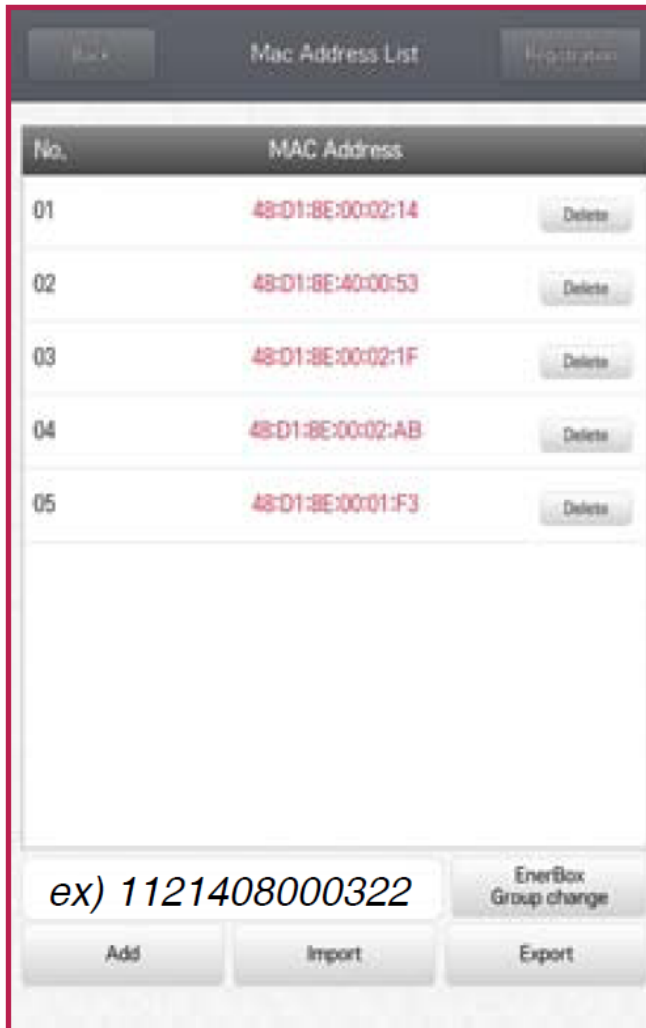 Back Mac Address List Registration
No. MAC Address
01 48:D1:8E:00:02:14 Delete
02 48:D1:8E:40:00:53 Delete
03 48:D1:8E:00:02:1F Delete
04 48:D1:8E:00:02:AB Delete
05 48:D1:8E:00:01:F3 Delete
ex) 1121408000322 EnerBox
Group change
Add Import Export